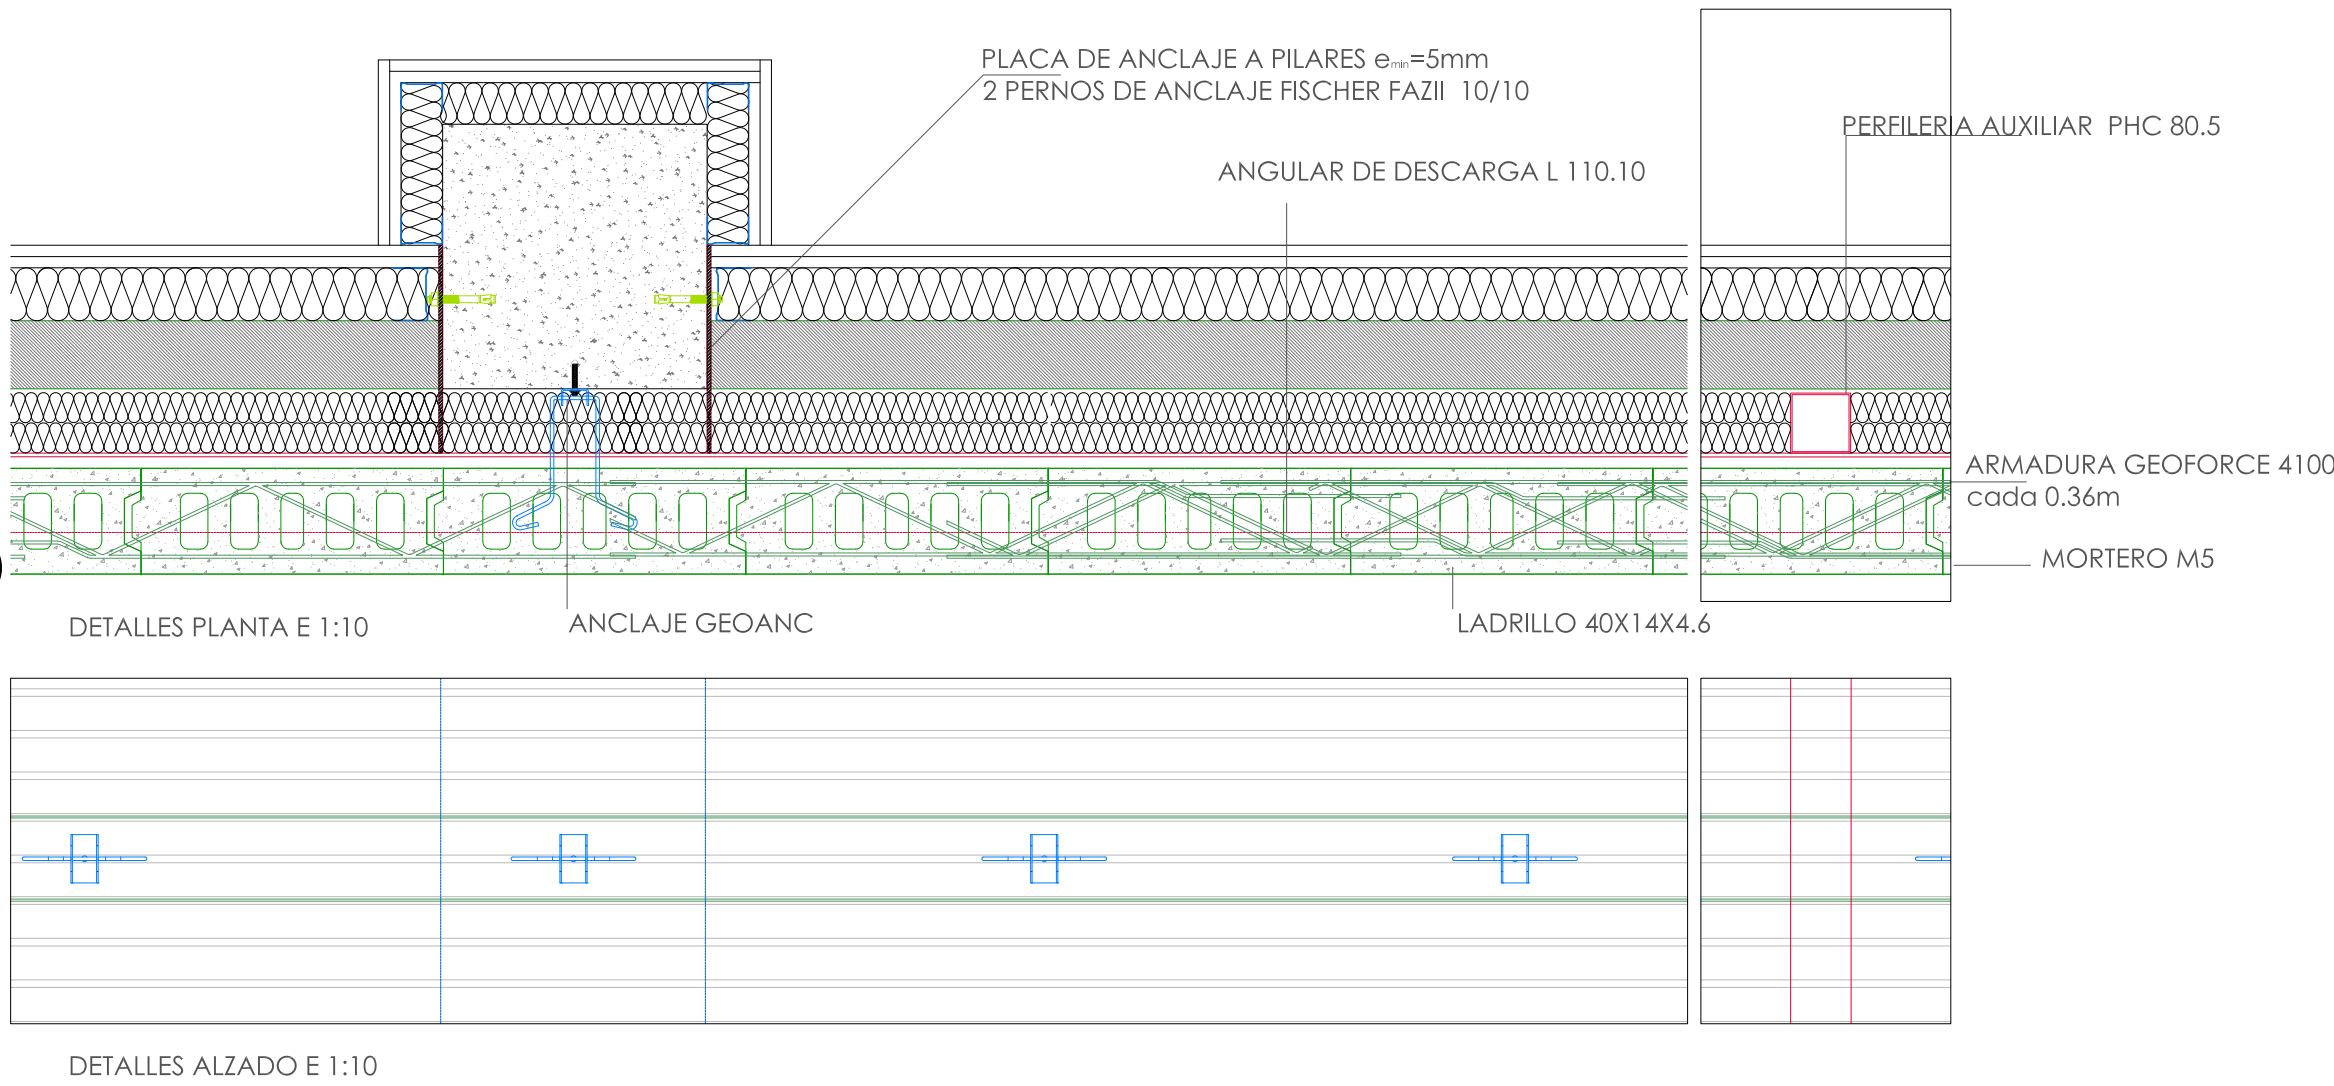 PLACA DE ANCLAJE A PILARES emin=5mm
2 PERNOS DE ANCLAJE FISCHER FAZII 10/10
PERFILERIA AUXILIAR PHC 80.5
ANGULAR DE DESCARGA L 110.10
ARMADURA GEOFORCE 4100
cada 0.36m
MORTERO M5
DETALLES PLANTA E 1:10
ANCLAJE GEOANC
LADRILLO 40X14X4.6
DETALLES ALZADO E 1:10